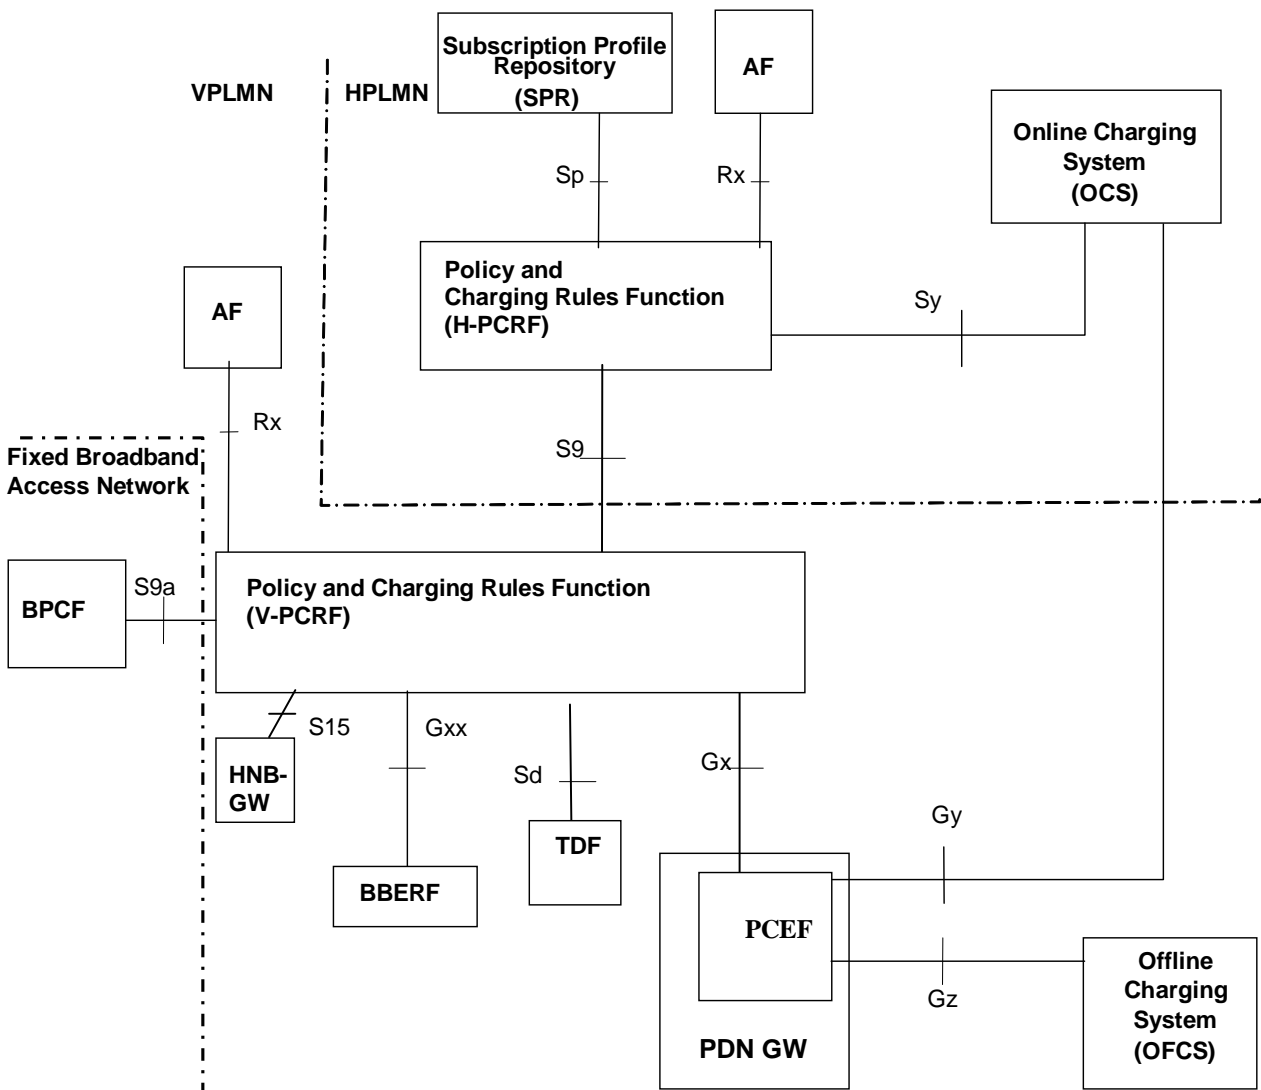 Subscription Profile
Repository
(SPR)
AF
VPLMN
HPLMN
Online Charging
System
(OCS)
Sp
Rx
Policy and
Charging Rules Function
(H-PCRF)
Sy
AF
Rx
S9
Fixed Broadband
Access Network
S9a
BPCF
Policy and Charging Rules Function
(V-PCRF)
S15
Gxx
Sd
Gx
HNB-
GW
TDF
BBERF
Gy
PCEF
Gz
PDN GW
Offline
Charging
System
(OFCS)